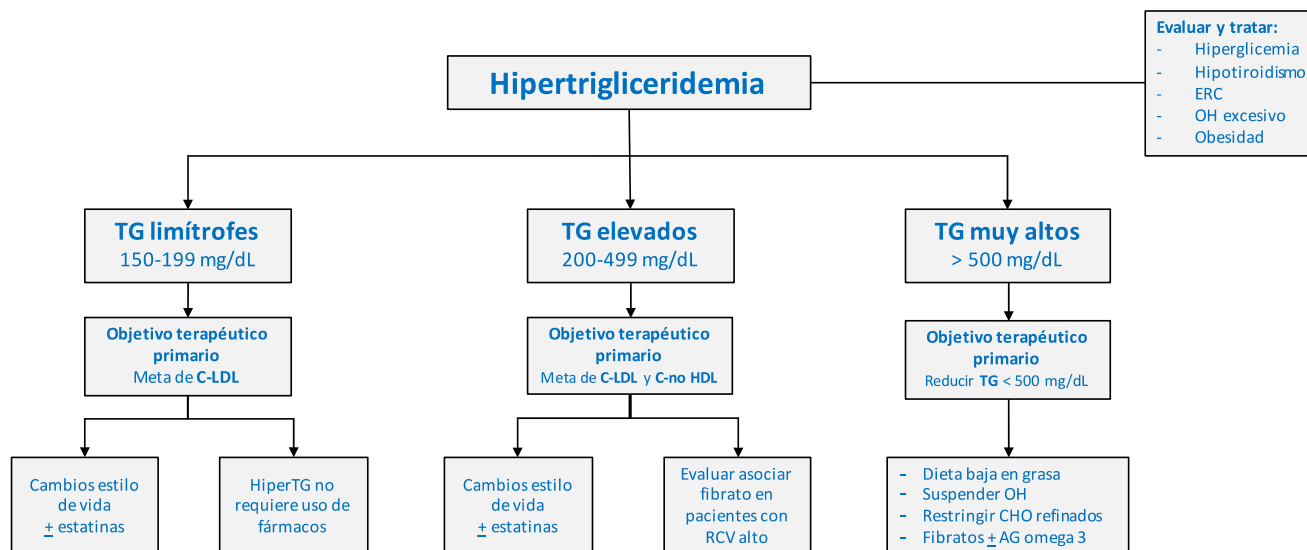 Evaluar y tratar:
- Hiperglicemia
- Hipotiroidismo
- ERC
- OH excesivo
- Obesidad
Hipertrigliceridemia
TG limítrofes
150-199 mg/dL
TG elevados
200-499 mg/dL
TG muy altos
> 500 mg/dL
Objetivo terapéutico
primario
Meta de C-LDL
Objetivo terapéutico
primario
Meta de C-LDL y C-no HDL
Objetivo terapéutico
primario
Reducir TG < 500 mg/dL
Cambios estilo
de vida
± estatinas
HiperTG no
requiere uso de
fármacos
Cambios estilo
de vida
± estatinas
Evaluar asociar
fibrato en
pacientes con
RCV alto
- Dieta baja en grasa
- Suspender OH
- Restringir CHO refinados
- Fibratos ± AG omega 3